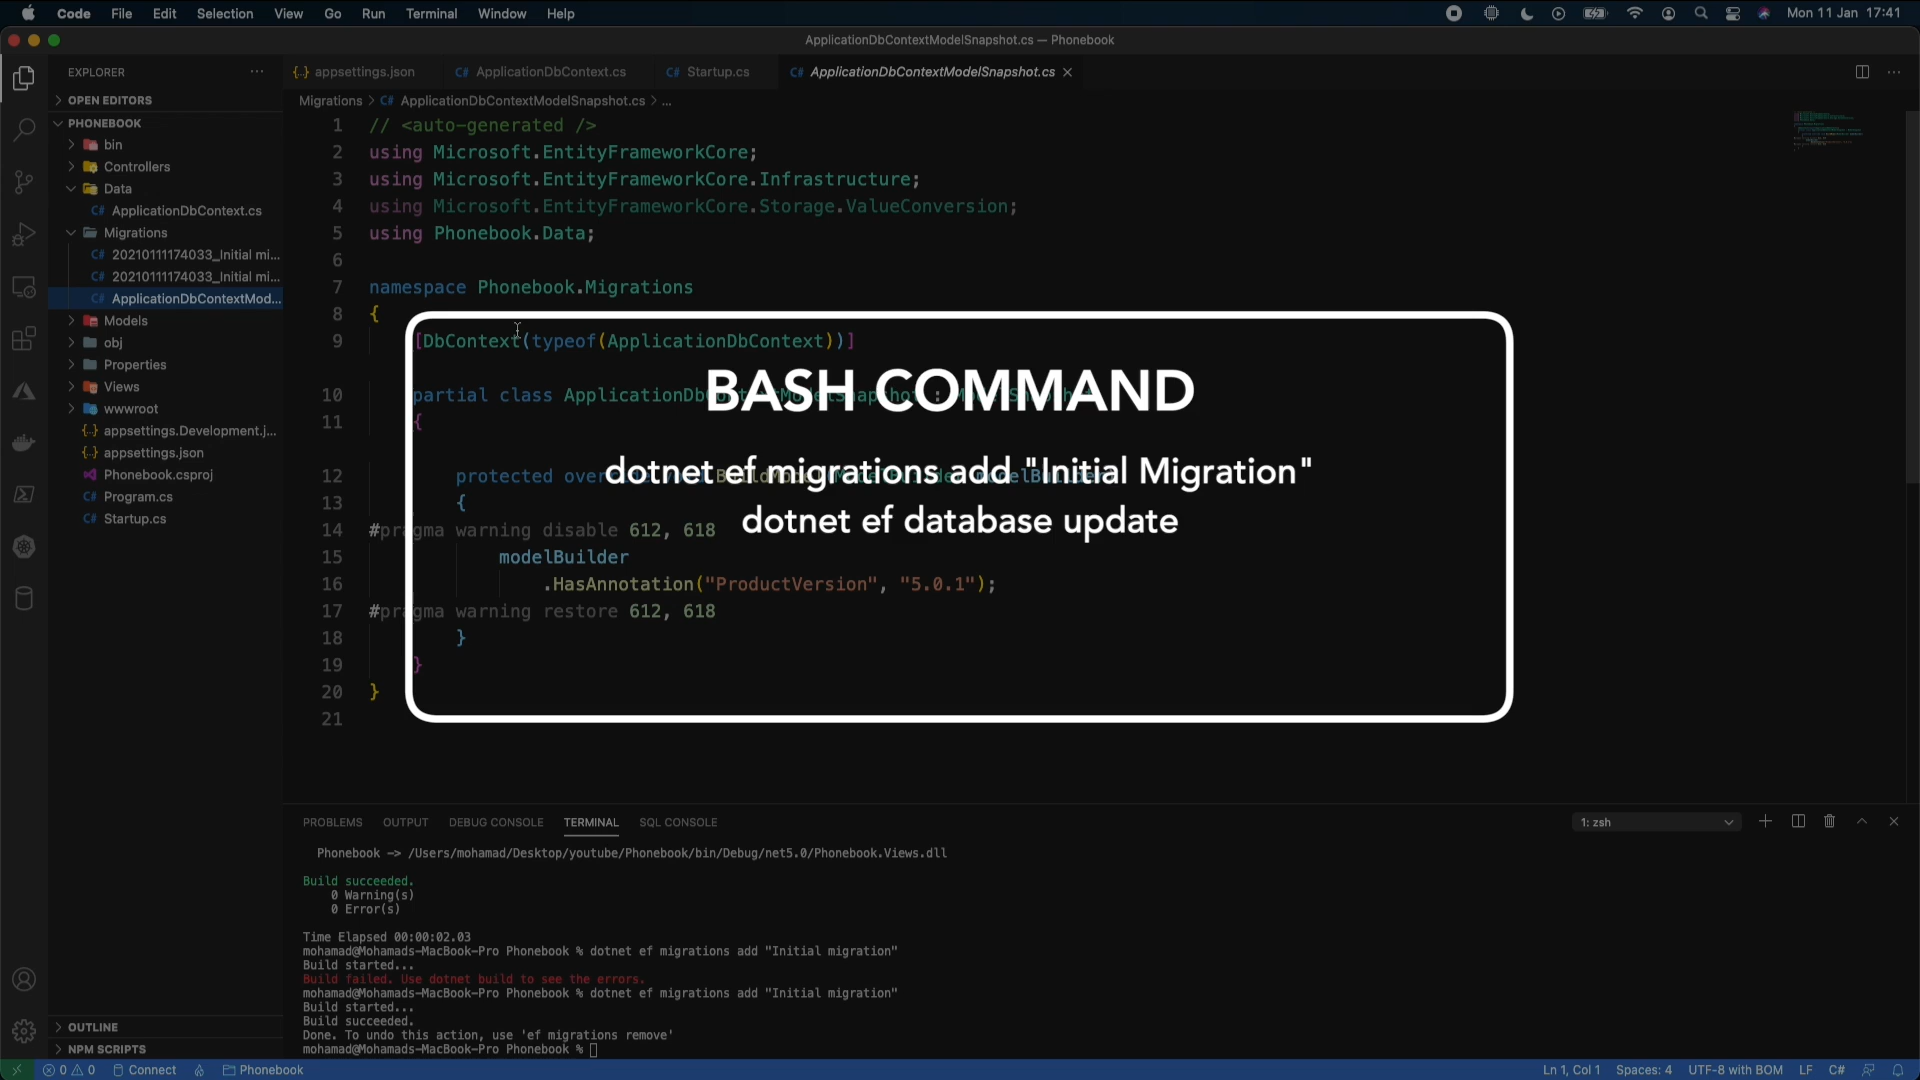 Code File Edit Selection View Go Run Terminal Window Help Mon 11 Jan 17:41
ApplicationDbContextModelSnapshot.cs — Phonebook
EXPLORER
appsettings.json ApplicationDbContext.cs Startup.cs ApplicationDbContextModelSnapshot.cs
OPEN EDITORS
PHONEBOOK
bin
Controllers
Data
ApplicationDbContext.cs
Migrations
20210111174033_Initial mi...
20210111174033_Initial mi...
ApplicationDbContextMod...
Models
obj
Properties
Views
wwwroot
appsettings.Development.j...
appsettings.json
Phonebook.csproj
Program.cs
Startup.cs
OUTLINE
NPM SCRIPTS
Migrations > ApplicationDbContextModelSnapshot.cs > ...
1 // <auto-generated />
2 using Microsoft.EntityFrameworkCore;
3 using Microsoft.EntityFrameworkCore.Infrastructure;
4 using Microsoft.EntityFrameworkCore.Storage.ValueConversion;
5 using Phonebook.Data;
6
7 namespace Phonebook.Migrations
8 {
9 [DbContext(typeof(ApplicationDbContext))]
10 partial class
11 {
12 protected
13 {
14 #pragma warning disable 612, 618
15 modelBuilder
16 .HasAnnotation("ProductVersion", "5.0.1");
17 #pragma warning restore 612, 618
18 }
19 }
20 }
21
BASH COMMAND
dotnet ef migrations add "Initial Migration"
dotnet ef database update
PROBLEMS OUTPUT DEBUG CONSOLE TERMINAL SQL CONSOLE 1: zsh
Phonebook -> /Users/mohamad/Desktop/youtube/Phonebook/bin/Debug/net5.0/Phonebook.Views.dll
Build succeeded.
0 Warning(s)
0 Error(s)
Time Elapsed 00:00:02.03
mohamad@Mohamads-MacBook-Pro Phonebook % dotnet ef migrations add "Initial migration"
Build started...
Build failed. Use dotnet build to see the errors.
mohamad@Mohamads-MacBook-Pro Phonebook % dotnet ef migrations add "Initial migration"
Build started...
Build succeeded.
Done. To undo this action, use 'ef migrations remove'
mohamad@Mohamads-MacBook-Pro Phonebook %
0 0 Connect Phonebook Ln 1, Col 1 Spaces: 4 UTF-8 with BOM LF C#